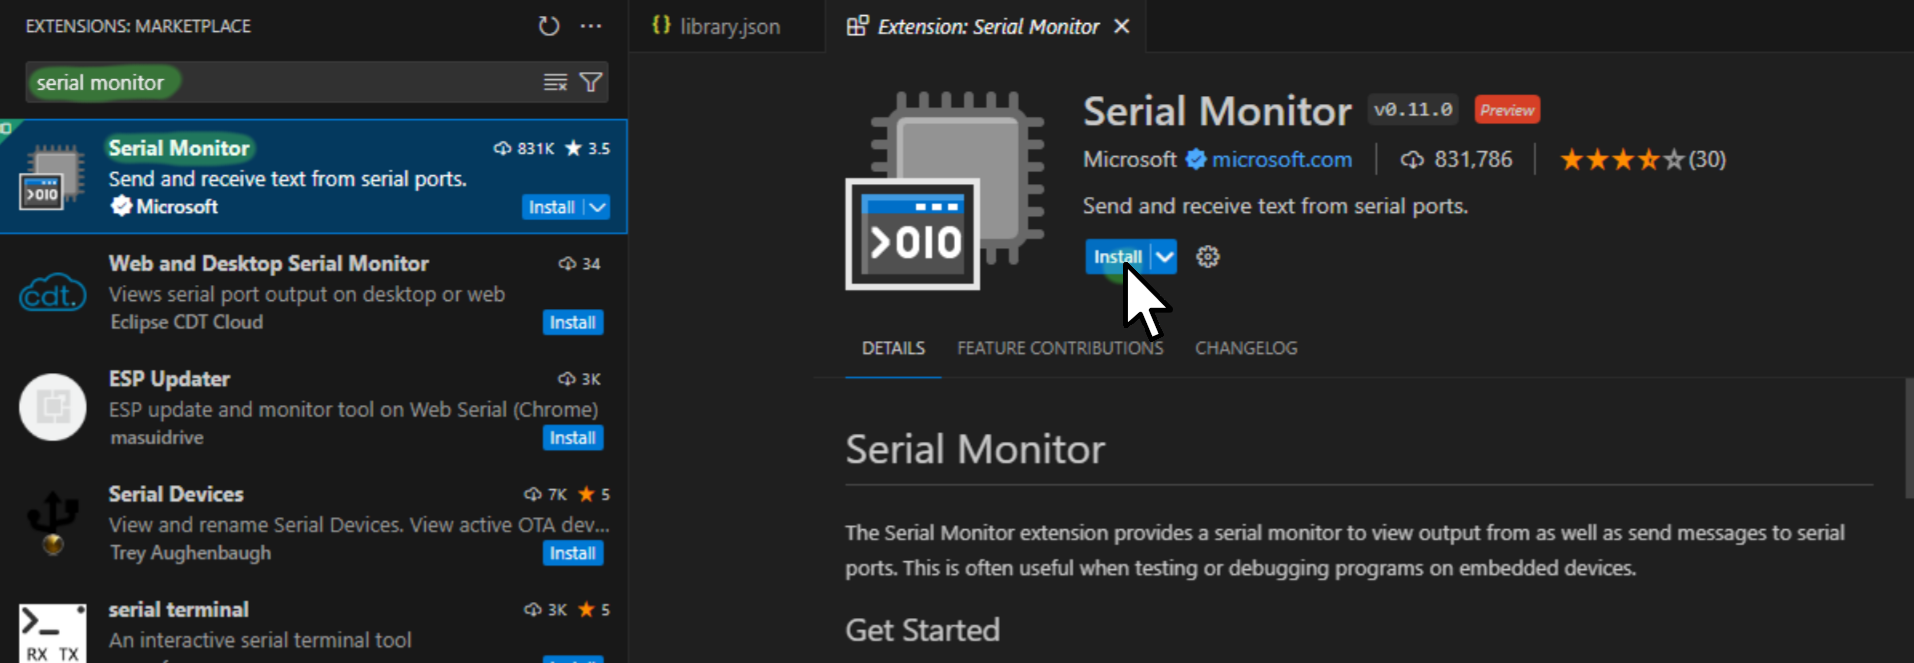 EXTENSIONS: MARKETPLACE
serial monitor
Serial Monitor 831K 3.5
Send and receive text from serial ports.
Microsoft Install
Web and Desktop Serial Monitor 34
Views serial port output on desktop or web
Eclipse CDT Cloud Install
cdt.
ESP Updater 3K
ESP update and monitor tool on Web Serial (Chrome)
masuidrive Install
Serial Devices 7K 5
View and rename Serial Devices. View active OTA dev...
Trey Aughenbaugh Install
serial terminal 3K 5
An interactive serial terminal tool
>_
RX TX
{} library.json
Extension: Serial Monitor
>OIO
Serial Monitor v0.11.0 Preview
Microsoft microsoft.com 831,786 (30)
Send and receive text from serial ports.
Install
DETAILS FEATURE CONTRIBUTIONS CHANGELOG
Serial Monitor
The Serial Monitor extension provides a serial monitor to view output from as well as send messages to serial
ports. This is often useful when testing or debugging programs on embedded devices.
Get Started